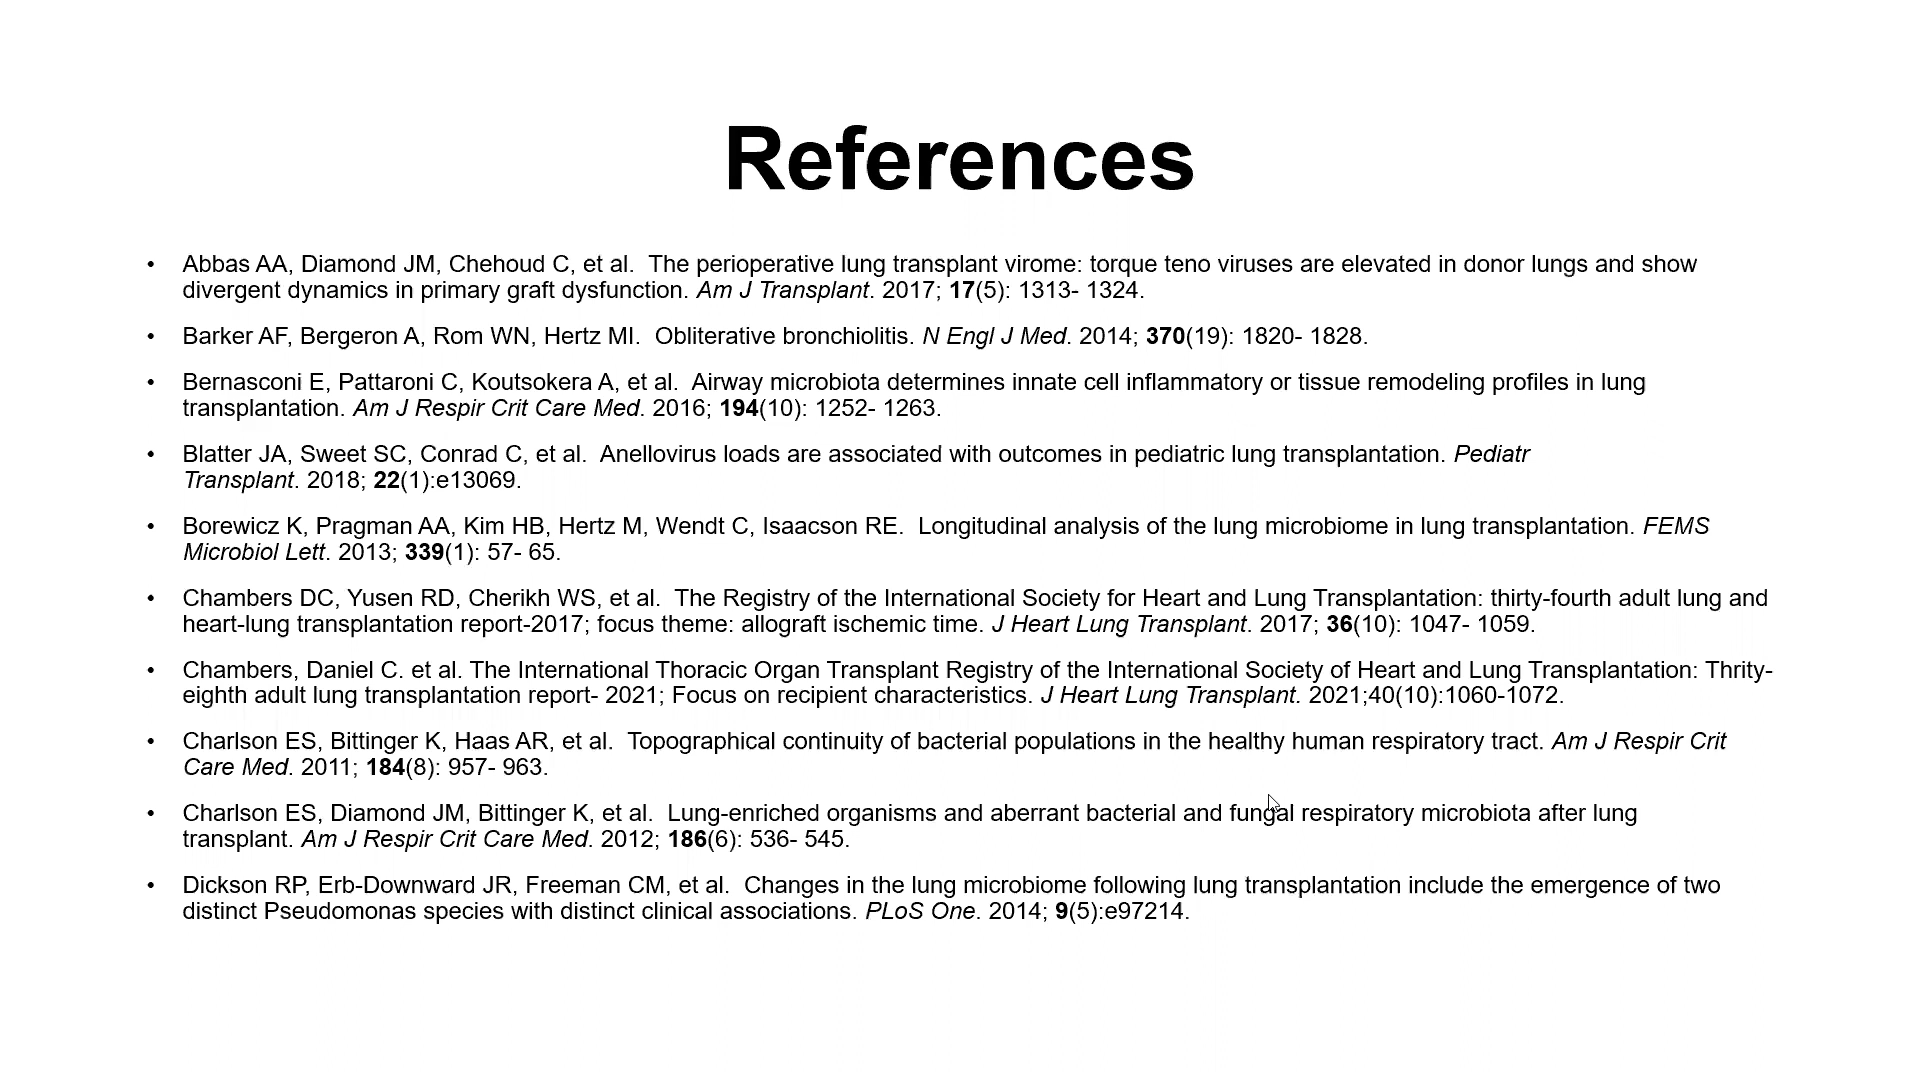 References
• Abbas AA, Diamond JM, Chehoud C, et al.  The perioperative lung transplant virome: torque teno viruses are elevated in donor lungs and show
divergent dynamics in primary graft dysfunction. Am J Transplant. 2017; 17(5): 1313- 1324.
• Barker AF, Bergeron A, Rom WN, Hertz MI.  Obliterative bronchiolitis. N Engl J Med. 2014; 370(19): 1820- 1828.
• Bernasconi E, Pattaroni C, Koutsokera A, et al.  Airway microbiota determines innate cell inflammatory or tissue remodeling profiles in lung
transplantation. Am J Respir Crit Care Med. 2016; 194(10): 1252- 1263.
• Blatter JA, Sweet SC, Conrad C, et al.  Anellovirus loads are associated with outcomes in pediatric lung transplantation. Pediatr
Transplant. 2018; 22(1):e13069.
• Borewicz K, Pragman AA, Kim HB, Hertz M, Wendt C, Isaacson RE.  Longitudinal analysis of the lung microbiome in lung transplantation. FEMS
Microbiol Lett. 2013; 339(1): 57- 65.
• Chambers DC, Yusen RD, Cherikh WS, et al.  The Registry of the International Society for Heart and Lung Transplantation: thirty-fourth adult lung and
heart-lung transplantation report-2017; focus theme: allograft ischemic time. J Heart Lung Transplant. 2017; 36(10): 1047- 1059.
• Chambers, Daniel C. et al. The International Thoracic Organ Transplant Registry of the International Society of Heart and Lung Transplantation: Thrity-
eighth adult lung transplantation report- 2021; Focus on recipient characteristics. J Heart Lung Transplant. 2021;40(10):1060-1072.
• Charlson ES, Bittinger K, Haas AR, et al.  Topographical continuity of bacterial populations in the healthy human respiratory tract. Am J Respir Crit
Care Med. 2011; 184(8): 957- 963.
• Charlson ES, Diamond JM, Bittinger K, et al.  Lung-enriched organisms and aberrant bacterial and fungal respiratory microbiota after lung
transplant. Am J Respir Crit Care Med. 2012; 186(6): 536- 545.
• Dickson RP, Erb-Downward JR, Freeman CM, et al.  Changes in the lung microbiome following lung transplantation include the emergence of two
distinct Pseudomonas species with distinct clinical associations. PLoS One. 2014; 9(5):e97214.